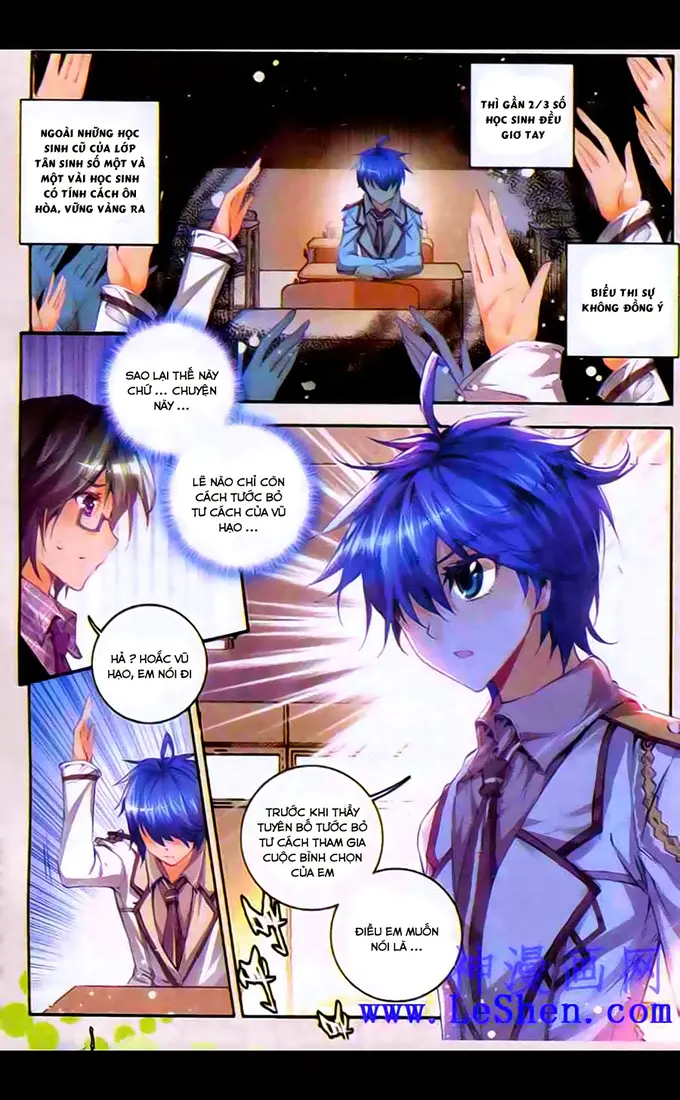 NGOÀI NHỮNG HỌC
SINH CŨ CỦA LỚP
TÂN SINH SỐ MỘT VÀ
MỘT VÀI HỌC SINH
CÓ TÍNH CÁCH ÔN
HÒA, VỮNG VÀNG RA
THÌ GẦN 2/3 SỐ
HỌC SINH ĐỀU
GIƠ TAY
BIỂU THỊ SỰ
KHÔNG ĐỒNG Ý
SAO LẠI THẾ NÀY
CHỨ ... CHUYỆN
NÀY ...
LẼ NÀO CHỈ CÒN
CÁCH TƯỚC BỎ
TƯ CÁCH CỦA VŨ
HẠO ...
HẢ ? HOẮC VŨ
HẠO, EM NÓI ĐI
TRƯỚC KHI THẦY
TUYÊN BỐ TƯỚC BỎ
TƯ CÁCH THAM GIA
CUỘC BÌNH CHỌN
CỦA EM
ĐIỀU EM MUỐN
NÓI LÀ ...
神漫画网
www.LeShen.com